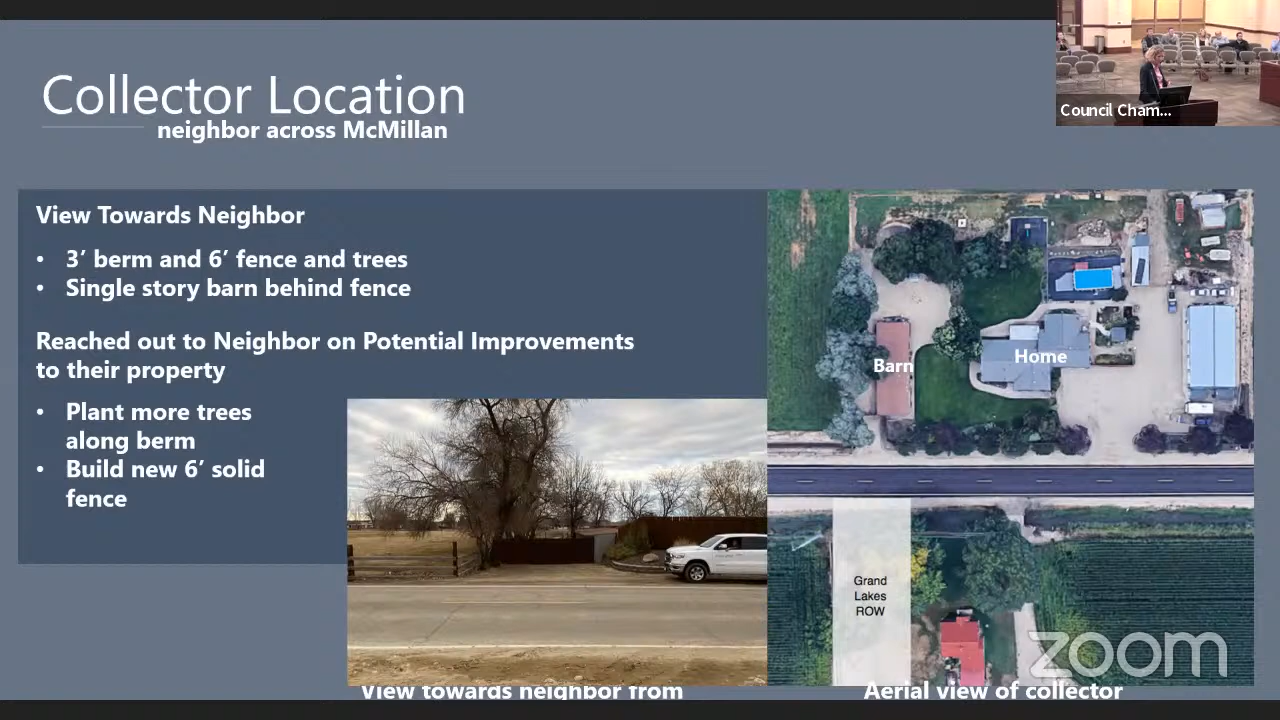 Collector Location
neighbor across McMillan
Council Cham...
View Towards Neighbor
• 3’ berm and 6’ fence and trees
• Single story barn behind fence
Reached out to Neighbor on Potential Improvements
to their property
• Plant more trees
along berm
• Build new 6’ solid
fence
Barn
Home
Grand
Lakes
ROW
zoom
View towards neighbor from
Aerial view of collector